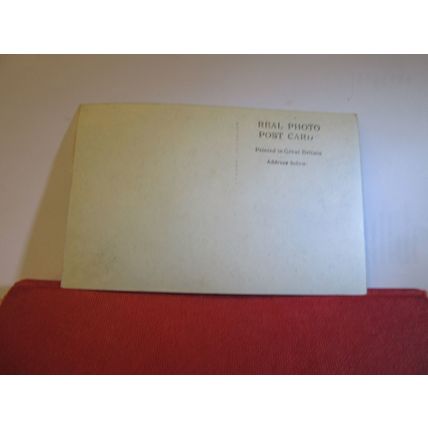 REAL PHOTO
POST CARD
Printed in Great Britain
Address below